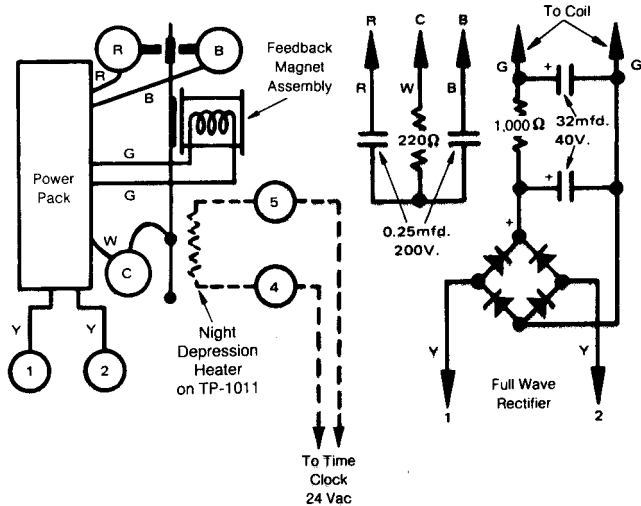 R
B
Feedback
Magnet
Assembly
R
B
G
G
Power
Pack
W
C
5
4
Y
Y
1
2
Night
Depression
Heater
on TP-1011
To Time
Clock
24 Vac
R
C
B
R
W
B
220Ω
0.25mfd.
200V.
To Coil
G
G
+
1,000 Ω
32mfd.
40V.
+
+
Y
Y
Full Wave
Rectifier
1
2